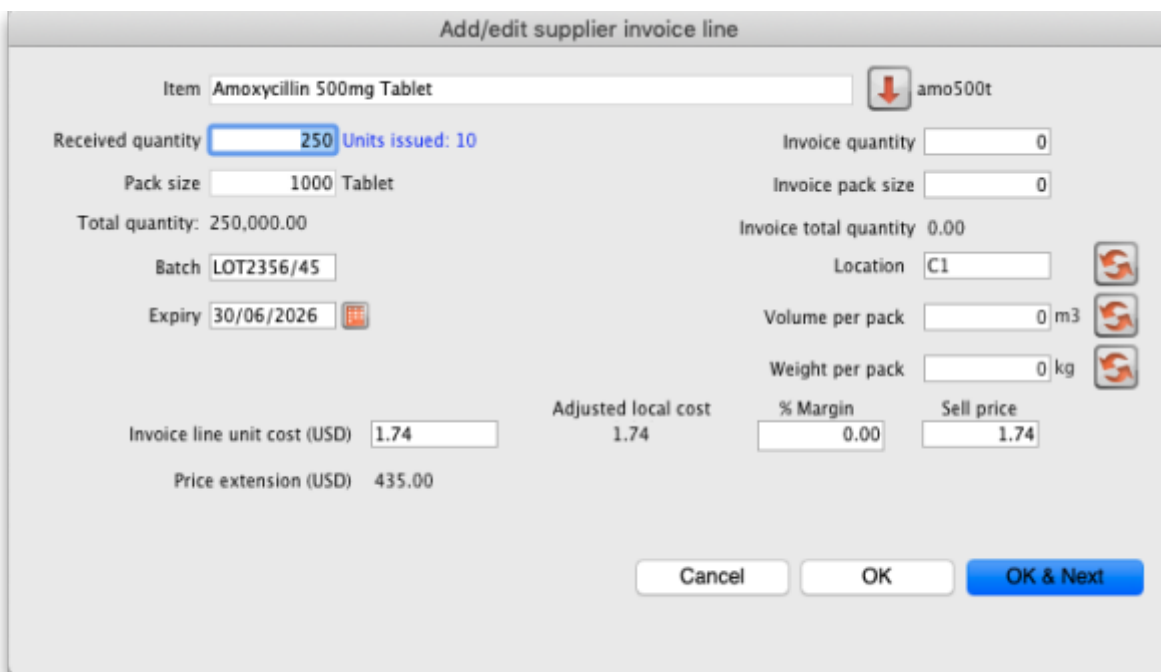 Add/edit supplier invoice line
Item Amoxycillin 500mg Tablet amo500t
Received quantity 250 Units issued: 10 Invoice quantity 0
Pack size 1000 Tablet Invoice pack size 0
Total quantity: 250,000.00 Invoice total quantity 0.00
Batch LOT2356/45 Location C1
Expiry 30/06/2026 Volume per pack 0 m3
Weight per pack 0 kg
Adjusted local cost % Margin Sell price
Invoice line unit cost (USD) 1.74 1.74 0.00 1.74
Price extension (USD) 435.00
Cancel OK OK & Next